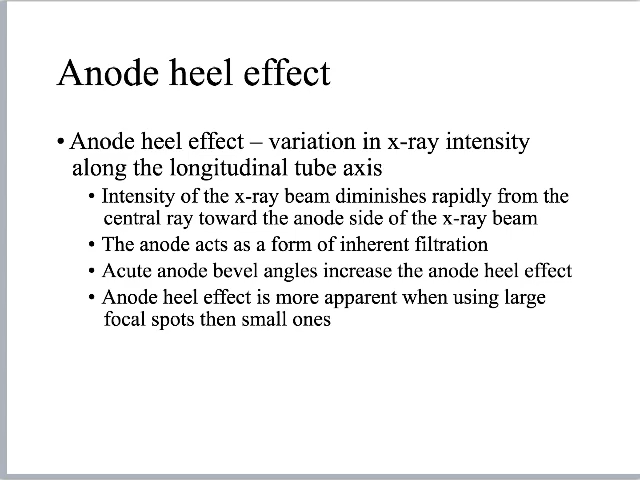 Anode heel effect
• Anode heel effect – variation in x-ray intensity
along the longitudinal tube axis
• Intensity of the x-ray beam diminishes rapidly from the
central ray toward the anode side of the x-ray beam
• The anode acts as a form of inherent filtration
• Acute anode bevel angles increase the anode heel effect
• Anode heel effect is more apparent when using large
focal spots then small ones